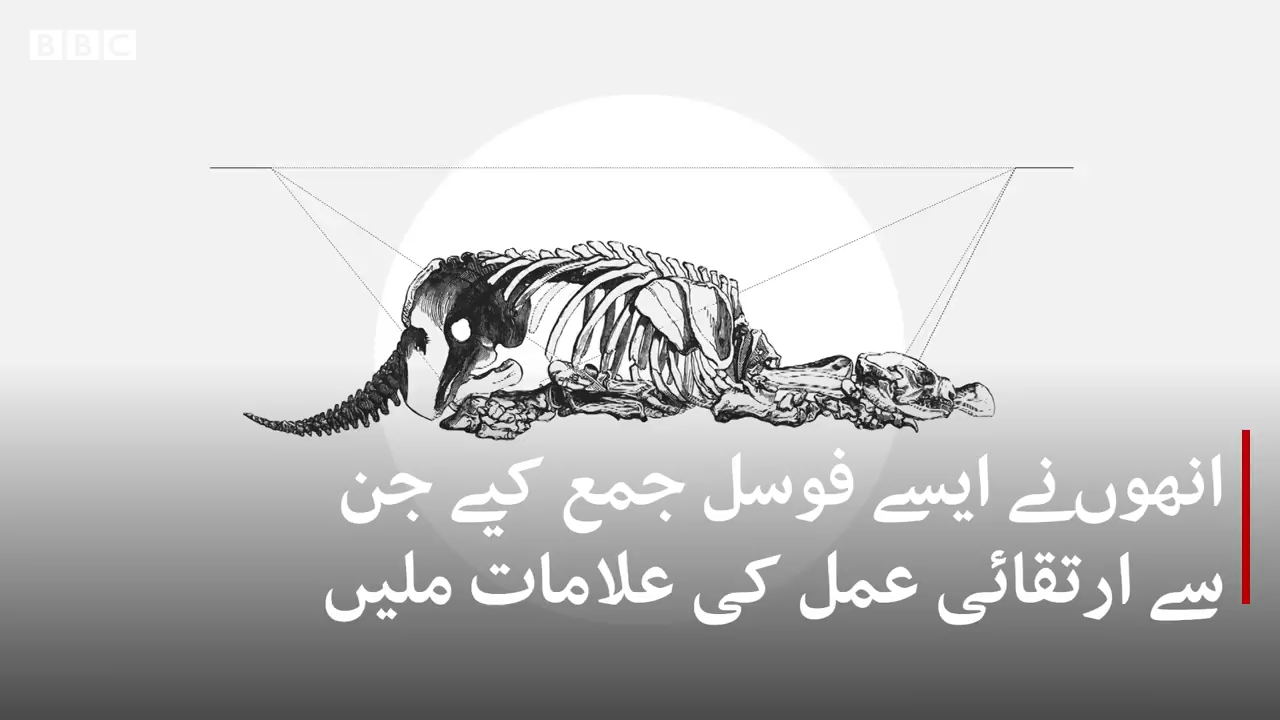 BBC
انھوں نے ایسے فوسل جمع کیے جن
سے ارتقائی عمل کی علامات ملیں